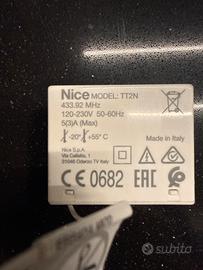 Nice MODEL: TT2N
433.92 MHz
120-230V 50-60Hz
5(3)A (Max)
-20° +55°C
Made in Italy
Nice S.p.A.
Via Callalta, 1
31046 Oderzo TV Italy
CE 0682 EAC
subito